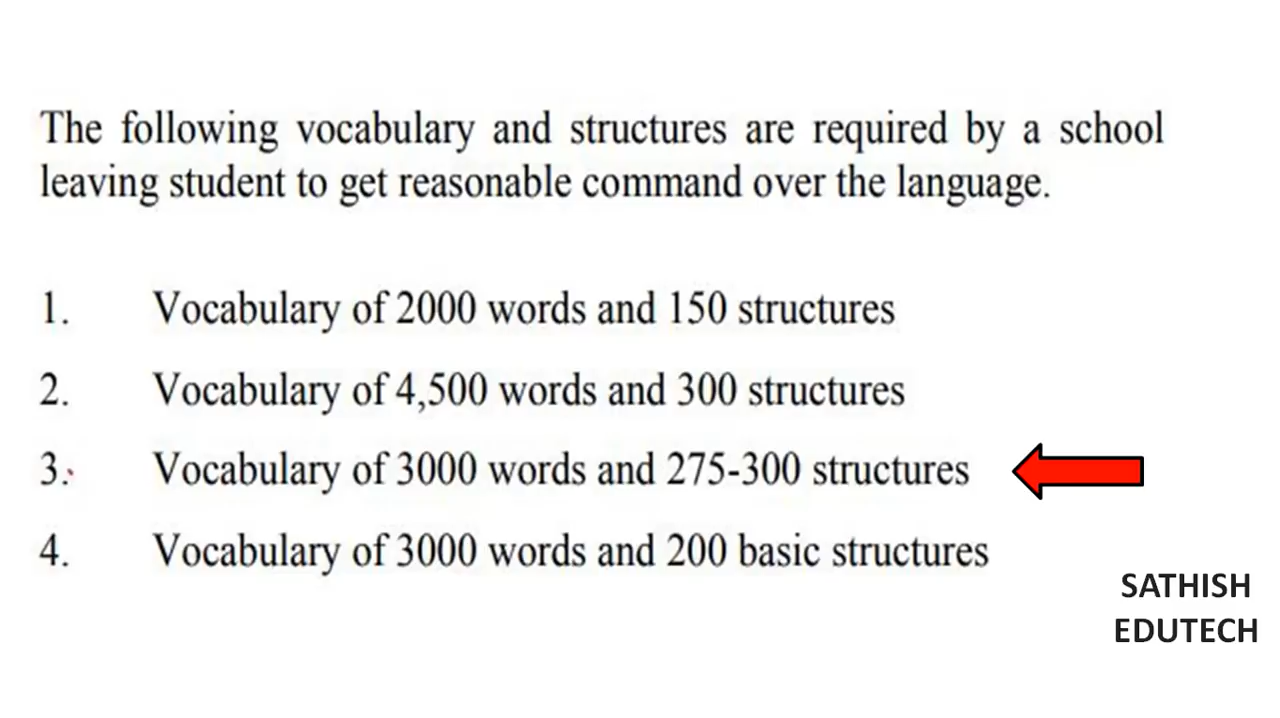 The following vocabulary and structures are required by a school
leaving student to get reasonable command over the language.
1. Vocabulary of 2000 words and 150 structures
2. Vocabulary of 4,500 words and 300 structures
3. Vocabulary of 3000 words and 275-300 structures
4. Vocabulary of 3000 words and 200 basic structures
SATHISH
EDUTECH